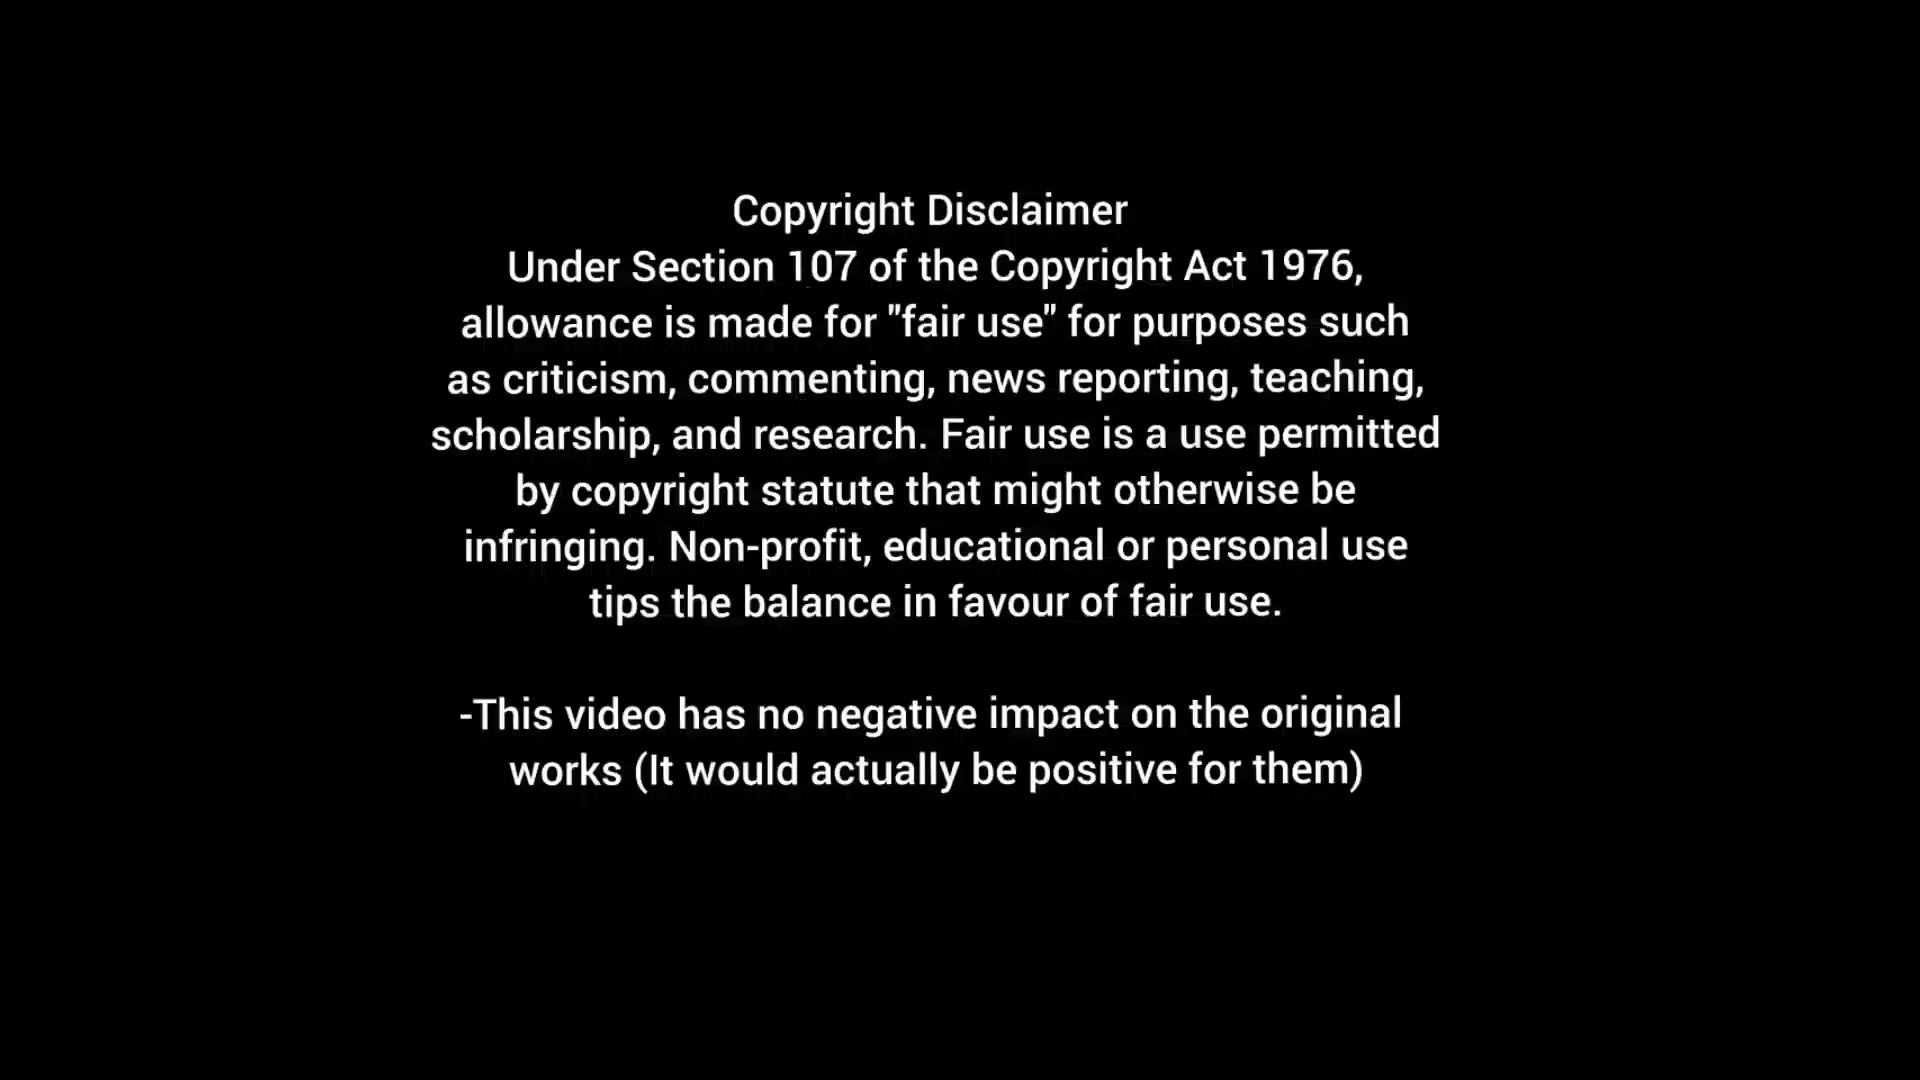 Copyright Disclaimer
Under Section 107 of the Copyright Act 1976,
allowance is made for "fair use" for purposes such
as criticism, commenting, news reporting, teaching,
scholarship, and research. Fair use is a use permitted
by copyright statute that might otherwise be
infringing. Non-profit, educational or personal use
tips the balance in favour of fair use.
-This video has no negative impact on the original
works (It would actually be positive for them)